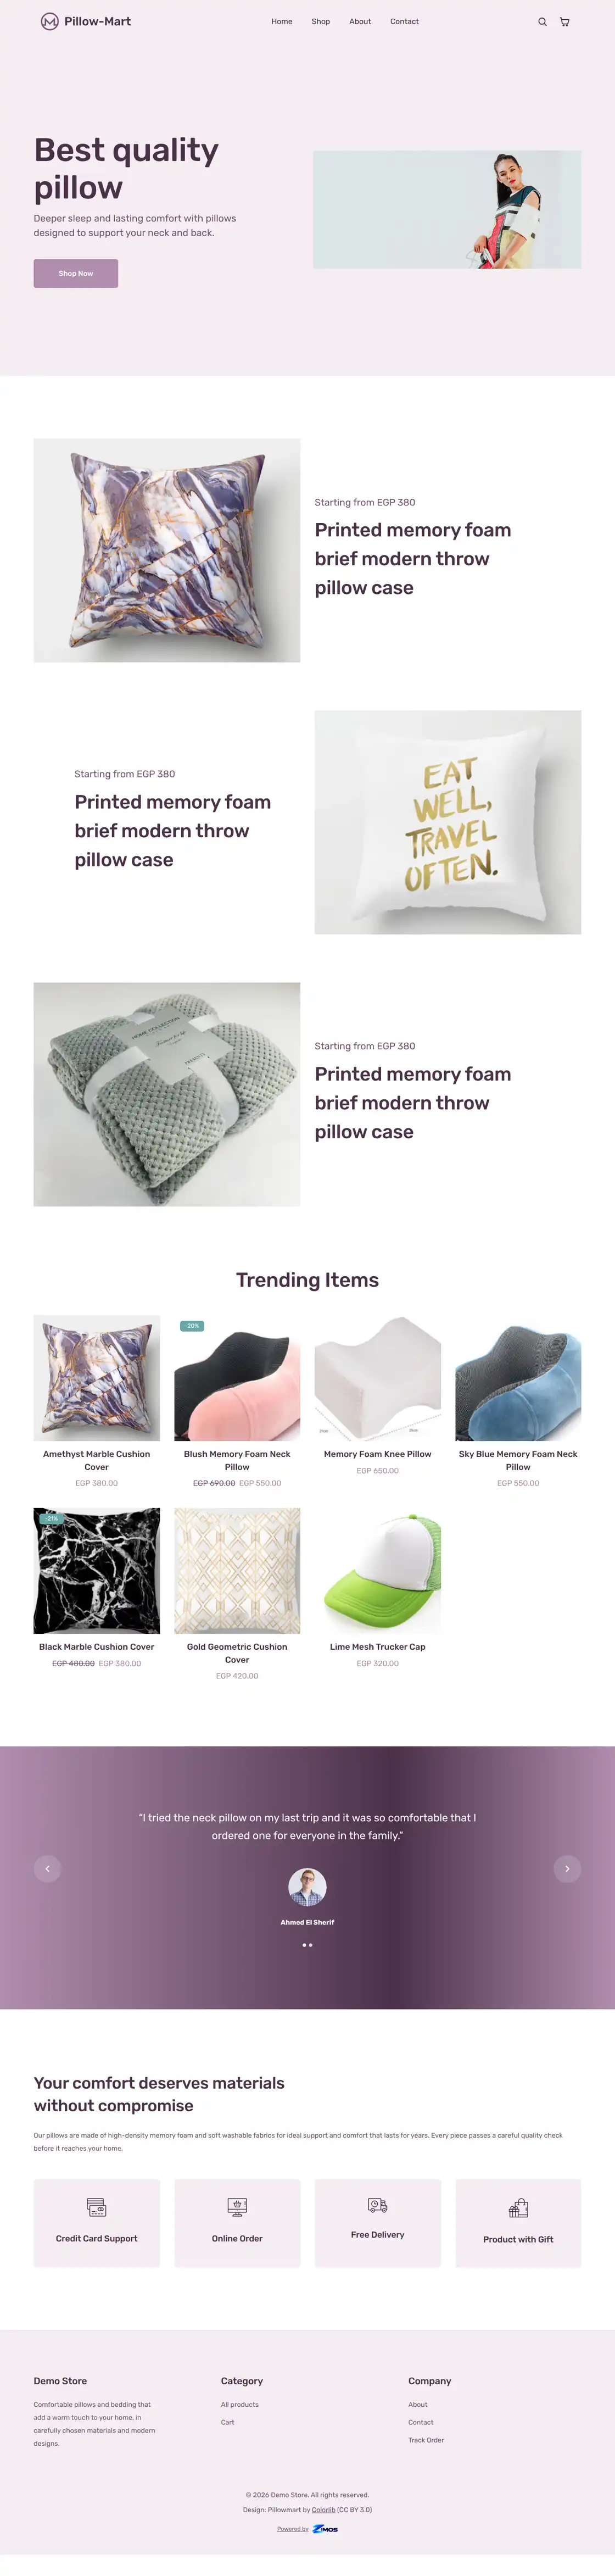 Pillow-Mart
Home Shop About Contact
Best quality
pillow
Deeper sleep and lasting comfort with pillows
designed to support your neck and back.
Shop Now
Starting from EGP 380
Printed memory foam
brief modern throw
pillow case
Starting from EGP 380
Printed memory foam
brief modern throw
pillow case
EAT
WELL,
TRAVEL
OFTEN.
HOME COLLECTION
Starting from EGP 380
Printed memory foam
brief modern throw
pillow case
Trending Items
-20%
Amethyst Marble Cushion
Cover
EGP 380.00
Blush Memory Foam Neck
Pillow
EGP 690.00 EGP 550.00
Memory Foam Knee Pillow
EGP 650.00
Sky Blue Memory Foam Neck
Pillow
EGP 550.00
-21%
Black Marble Cushion Cover
EGP 480.00 EGP 380.00
Gold Geometric Cushion
Cover
EGP 420.00
Lime Mesh Trucker Cap
EGP 320.00
"I tried the neck pillow on my last trip and it was so comfortable that I
ordered one for everyone in the family."
Ahmed El Sherif
Your comfort deserves materials
without compromise
Our pillows are made of high-density memory foam and soft washable fabrics for ideal support and comfort that lasts for years. Every piece passes a careful quality check
before it reaches your home.
Credit Card Support
Online Order
Free Delivery
Product with Gift
Demo Store
Comfortable pillows and bedding that
add a warm touch to your home, in
carefully chosen materials and modern
designs.
Category
All products
Cart
Company
About
Contact
Track Order
© 2026 Demo Store. All rights reserved.
Design: Pillowmart by Colorlib (CC BY 3.0)
Powered by ZIMOS